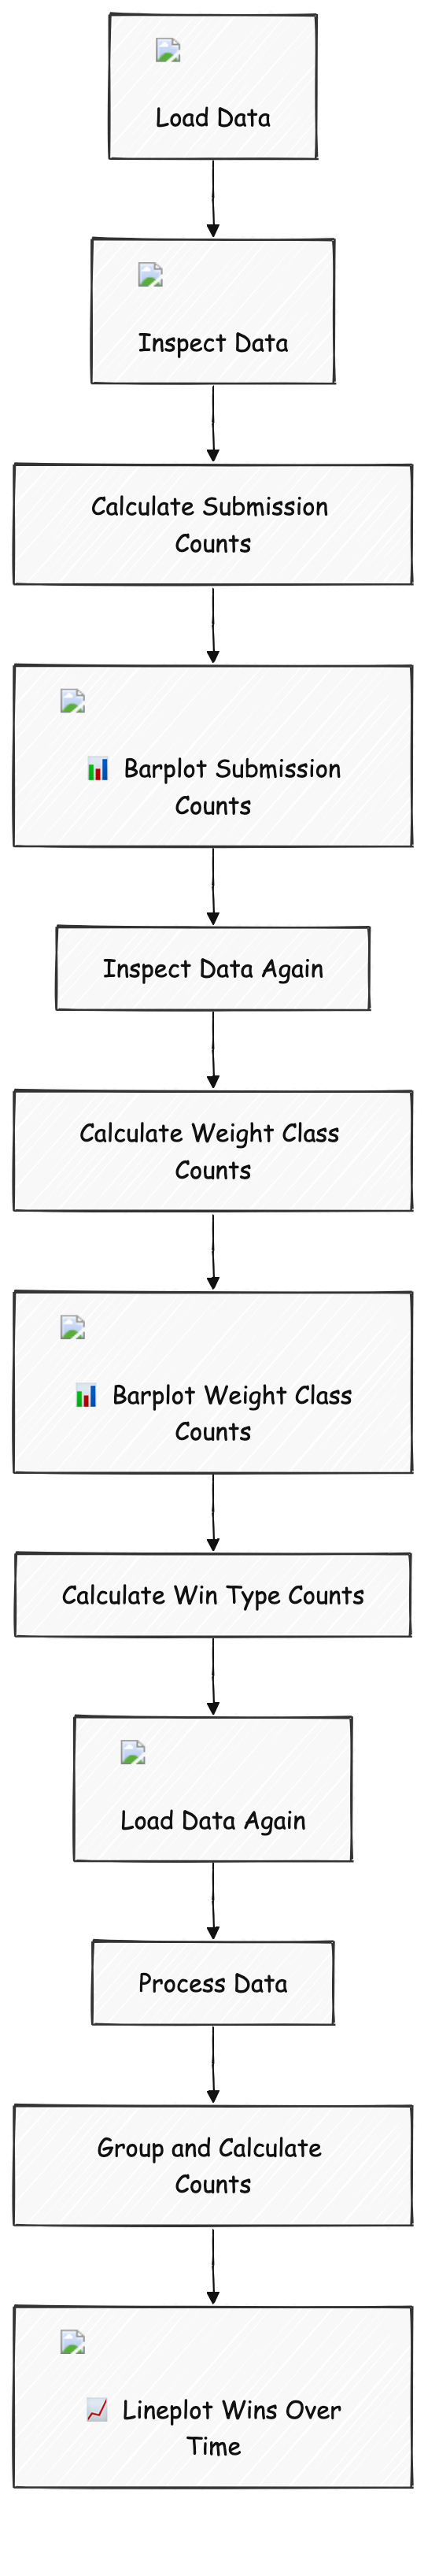 Load Data
Inspect Data
Calculate Submission
Counts
📊 Barplot Submission
Counts
Inspect Data Again
Calculate Weight Class
Counts
📊 Barplot Weight Class
Counts
Calculate Win Type Counts
Load Data Again
Process Data
Group and Calculate
Counts
📈 Lineplot Wins Over
Time